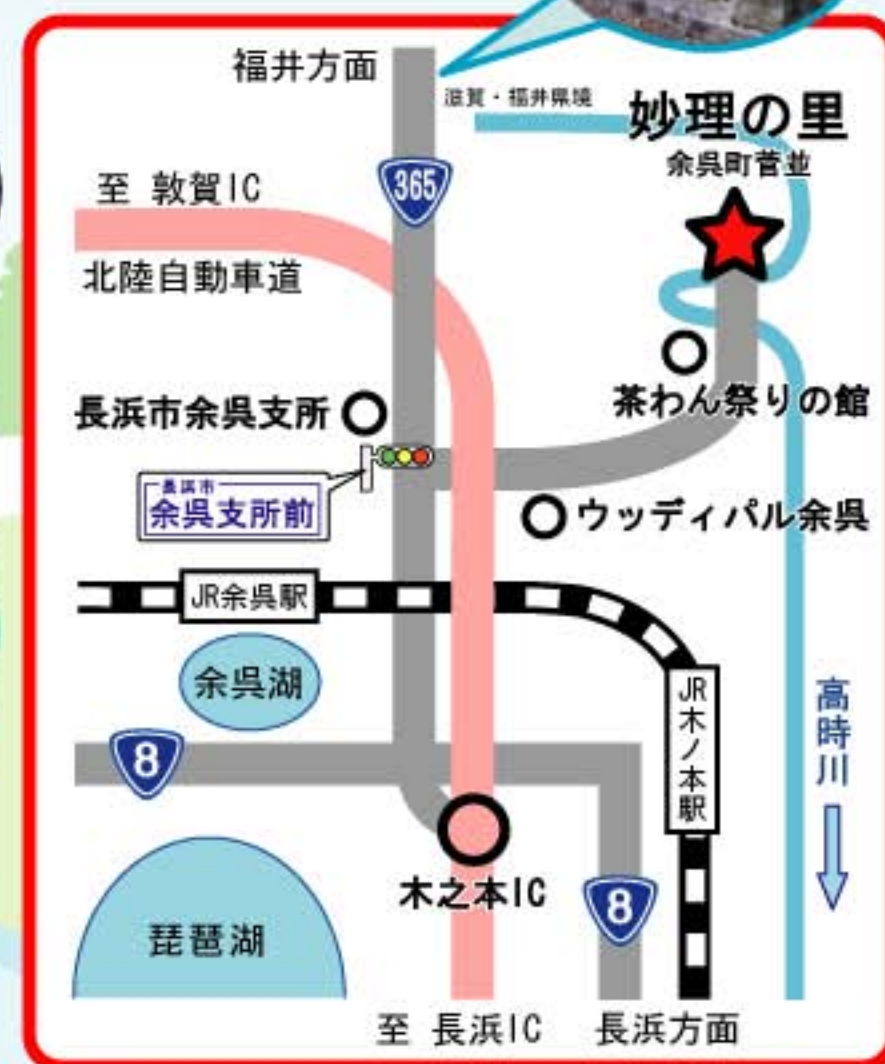 福井方面
滋賀・福井県境
妙理の里
余呉町菅並
365
至 敦賀IC
北陸自動車道
茶わん祭りの館
長浜市余呉支所
長浜市
余呉支所前
ウッディパル余呉
JR余呉駅
余呉湖
JR木ノ本駅
高時川
8
木之本IC
8
琵琶湖
至 長浜IC
長浜方面